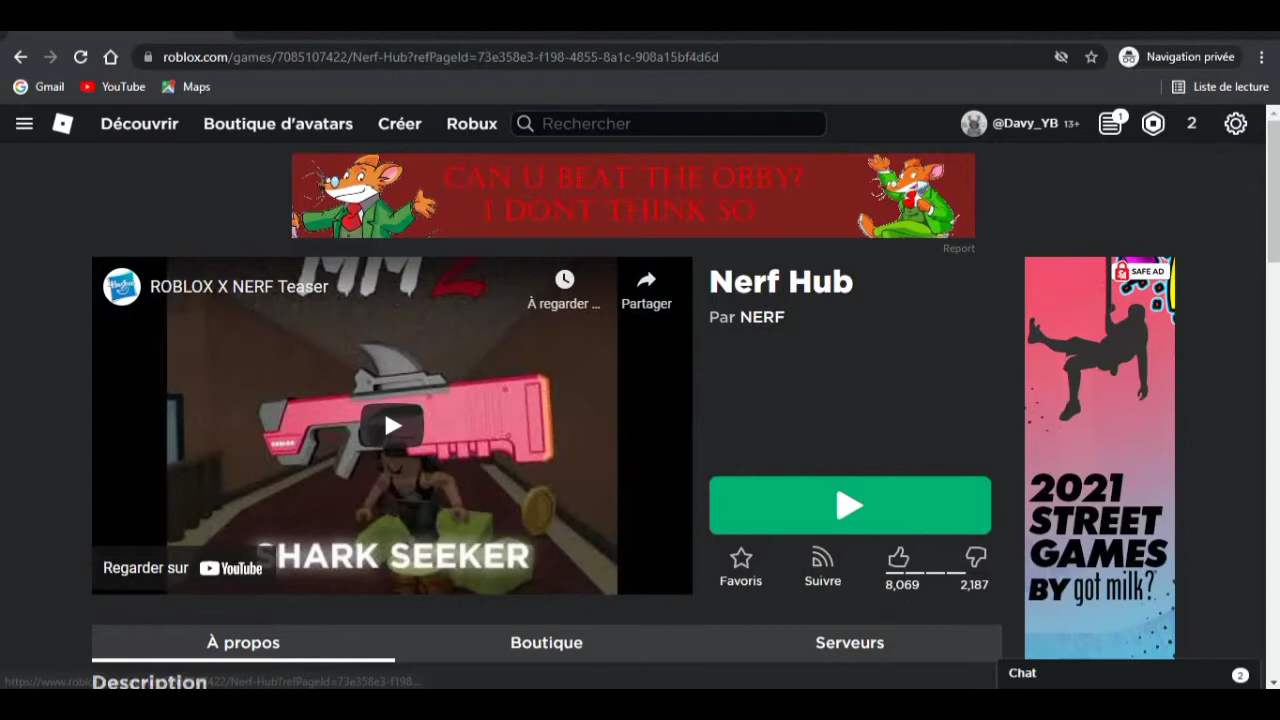 roblox.com/games/7085107422/Nerf-Hub?refPageId=73e358e3-f198-4855-8a1c-908a15bf4d6d
Navigation privée
Gmail
YouTube
Maps
Liste de lecture
Découvrir
Boutique d'avatars
Créer
Robux
Rechercher
@Davy_YB 13+
1
2
CAN U BEAT THE OBBY?
I DONT THINK SO
Report
ROBLOX X NERF Teaser
À regarder ...
Partager
MM2
SHARK SEEKER
Regarder sur YouTube
Nerf Hub
Par NERF
Favoris
Suivre
8,069
2,187
SAFE AD
2021
STREET
GAMES
BY got milk?
À propos
Boutique
Serveurs
Description
Chat
2